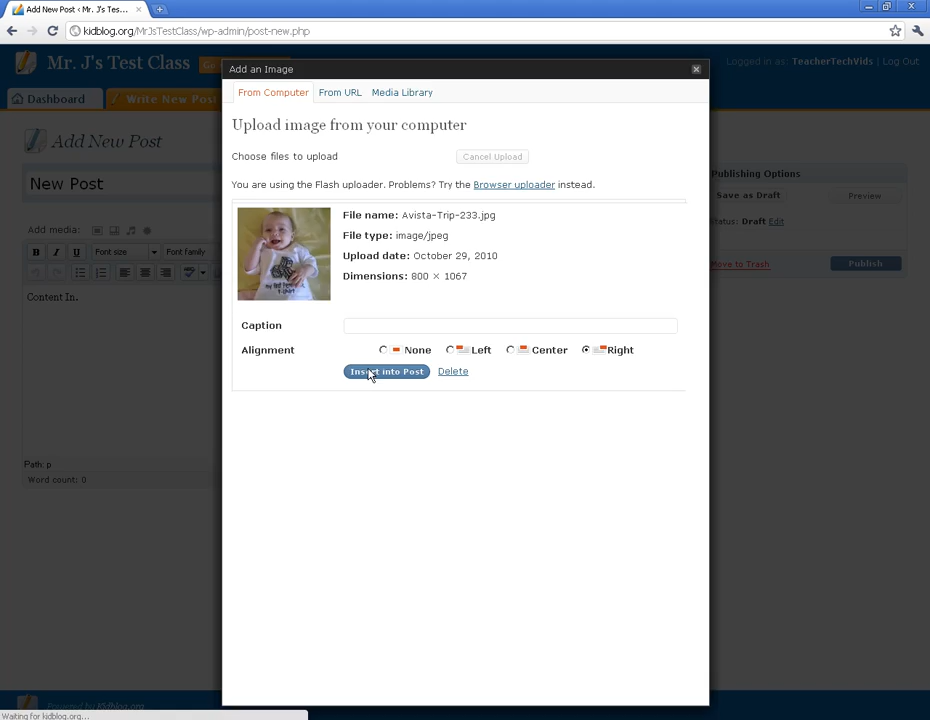 Add New Post ‹ Mr. J's Tes...
kidblog.org/MrJsTestClass/wp-admin/post-new.php
Mr. J's Test Class
Go
Logged in as: TeacherTechVids | Log Out
Dashboard
Write New Post
Add an Image
From Computer From URL Media Library
Add New Post
Upload image from your computer
Choose files to upload
Cancel Upload
You are using the Flash uploader. Problems? Try the Browser uploader instead.
New Post
Publishing Options
Save as Draft
Preview
Status: Draft Edit
Move to Trash
Publish
Add media:
B I U Font size Font family
Content In.
File name: Avista-Trip-233.jpg
File type: image/jpeg
Upload date: October 29, 2010
Dimensions: 800 × 1067
Caption
Alignment None Left Center Right
Insert into Post Delete
Path: p
Word count: 0
Powered by Kidblog.org
Waiting for kidblog.org...